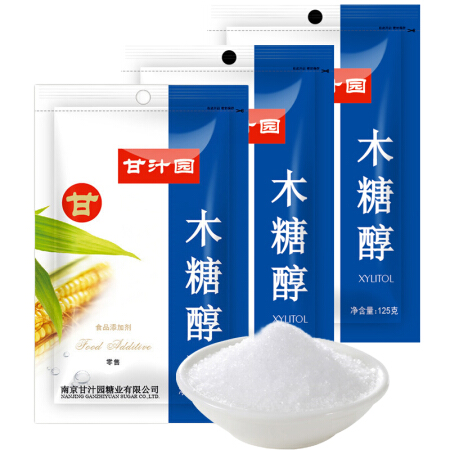 甘汁园
甘
木糖醇
食品添加剂
Food Additive
零售
南京甘汁园糖业有限公司
NANJING GANZHIYUAN SUGAR CO.,LTD.
园
木糖醇
XYLITOL
木糖醇
XYLITOL
净含量:125克